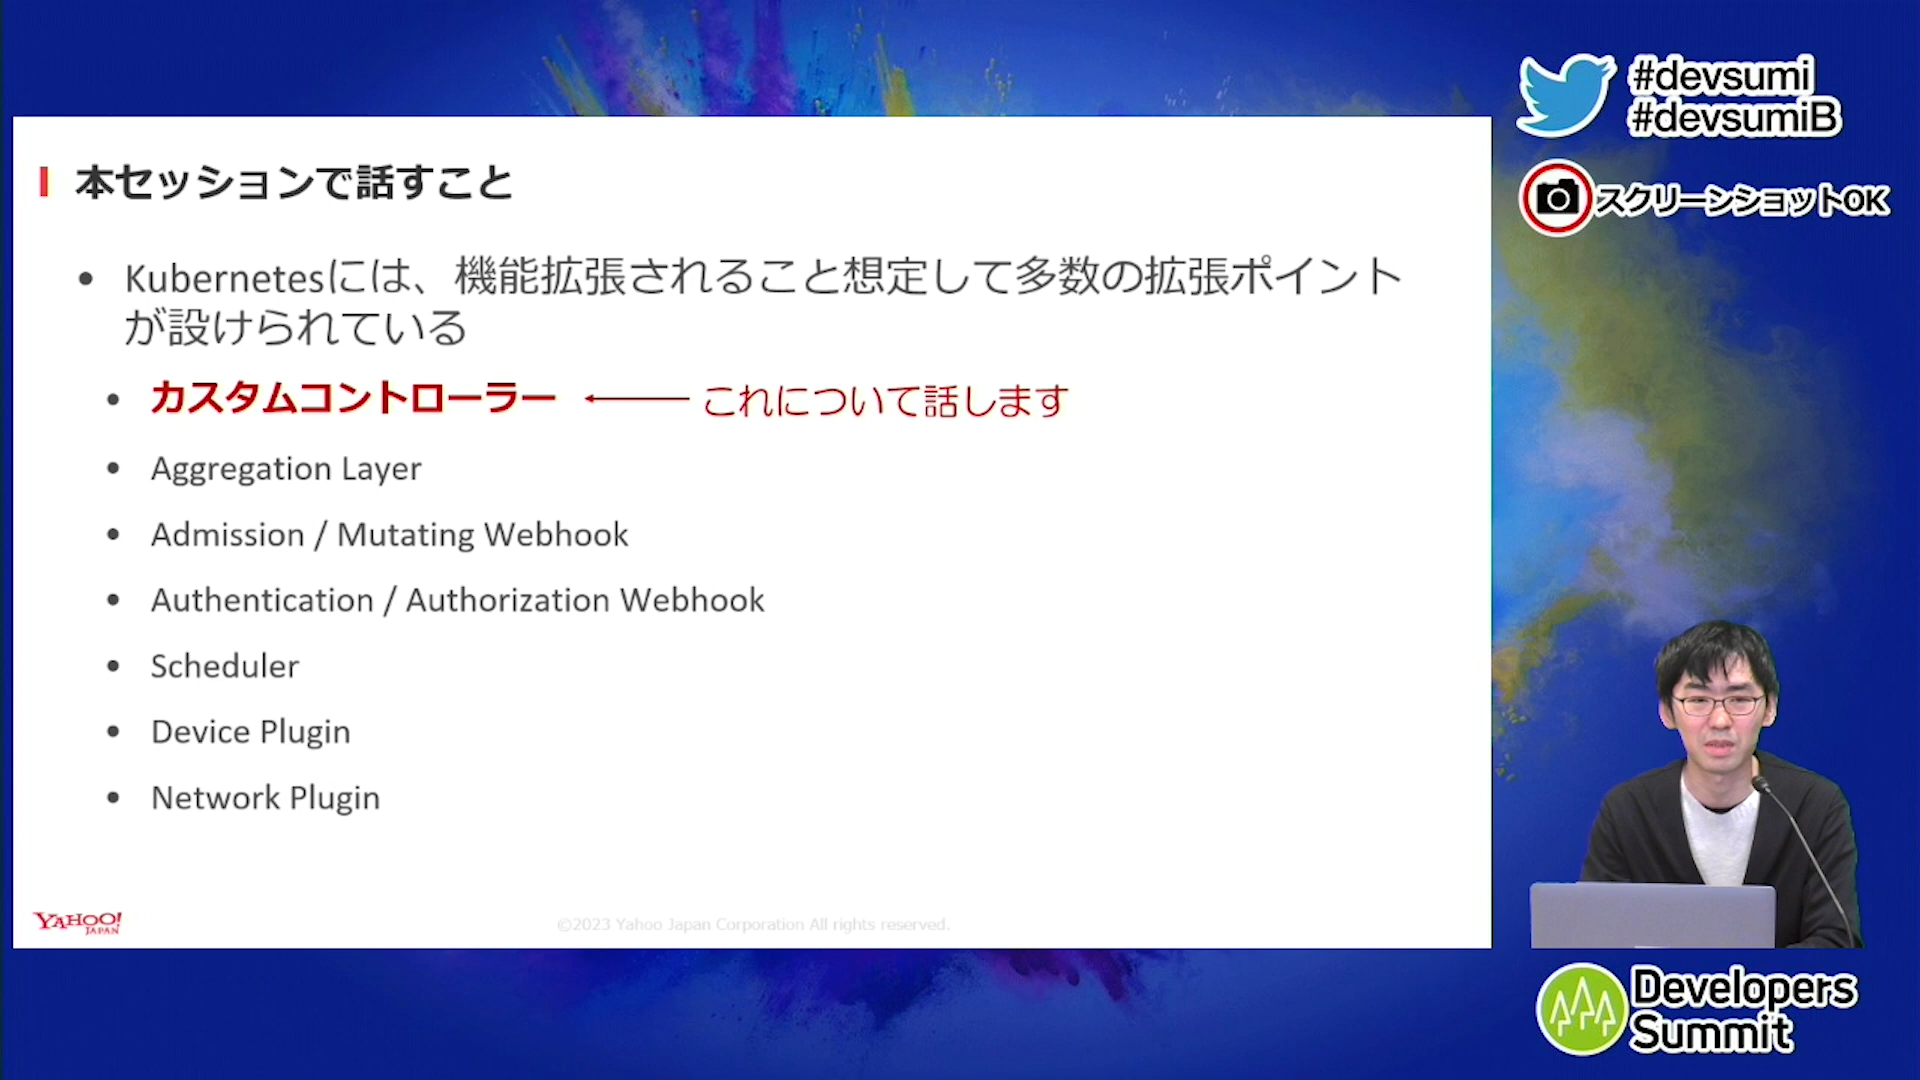 本セッションで話すこと
Kubernetesには、機能拡張されること想定して多数の拡張ポイント
が設けられている
カスタムコントローラー
これについて話します
Aggregation Layer
Admission / Mutating Webhook
Authentication / Authorization Webhook
Scheduler
Device Plugin
Network Plugin
YAHOO!
JAPAN
©2023 Yahoo Japan Corporation All rights reserved.
#devsumi
#devsumiB
スクリーンショットOK
Developers
Summit